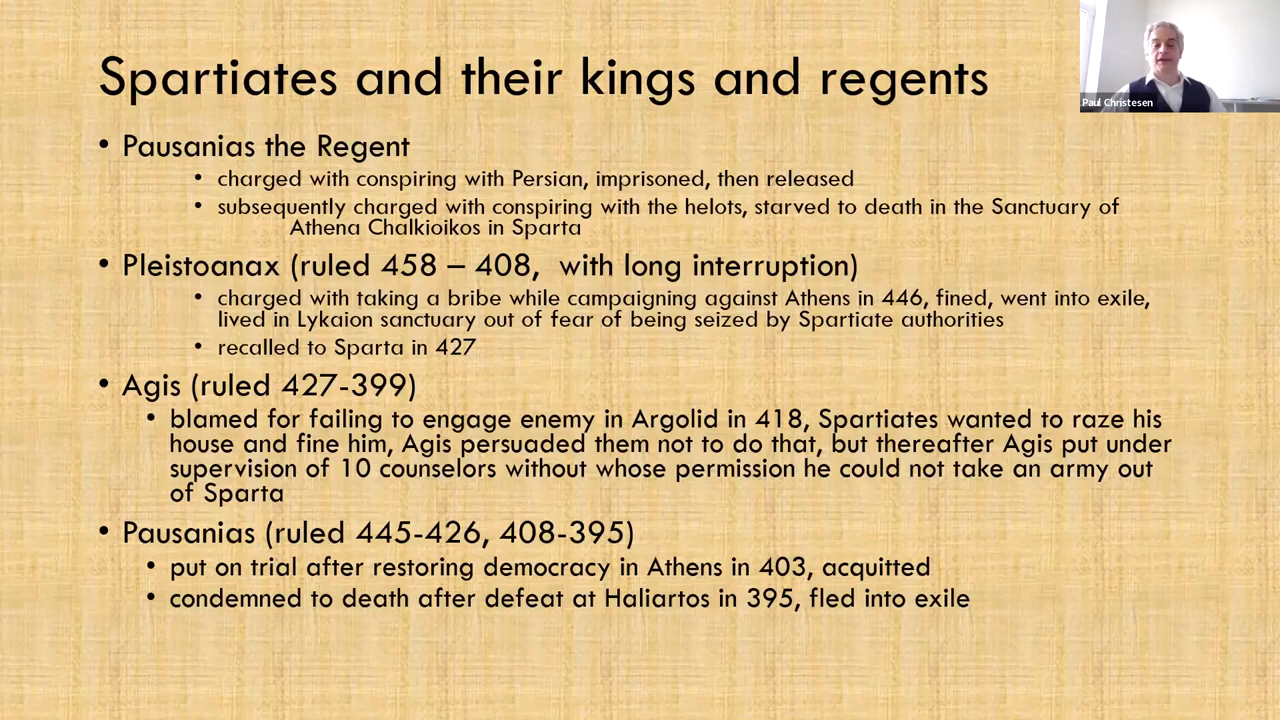 Spartiates and their kings and regents
Paul Christesen
• Pausanias the Regent
• charged with conspiring with Persian, imprisoned, then released
• subsequently charged with conspiring with the helots, starved to death in the Sanctuary of
Athena Chalkioikos in Sparta
• Pleistoanax (ruled 458 – 408, with long interruption)
• charged with taking a bribe while campaigning against Athens in 446, fined, went into exile,
lived in Lykaion sanctuary out of fear of being seized by Spartiate authorities
• recalled to Sparta in 427
• Agis (ruled 427-399)
• blamed for failing to engage enemy in Argolid in 418, Spartiates wanted to raze his
house and fine him, Agis persuaded them not to do that, but thereafter Agis put under
supervision of 10 counselors without whose permission he could not take an army out
of Sparta
• Pausanias (ruled 445-426, 408-395)
• put on trial after restoring democracy in Athens in 403, acquitted
• condemned to death after defeat at Haliartos in 395, fled into exile